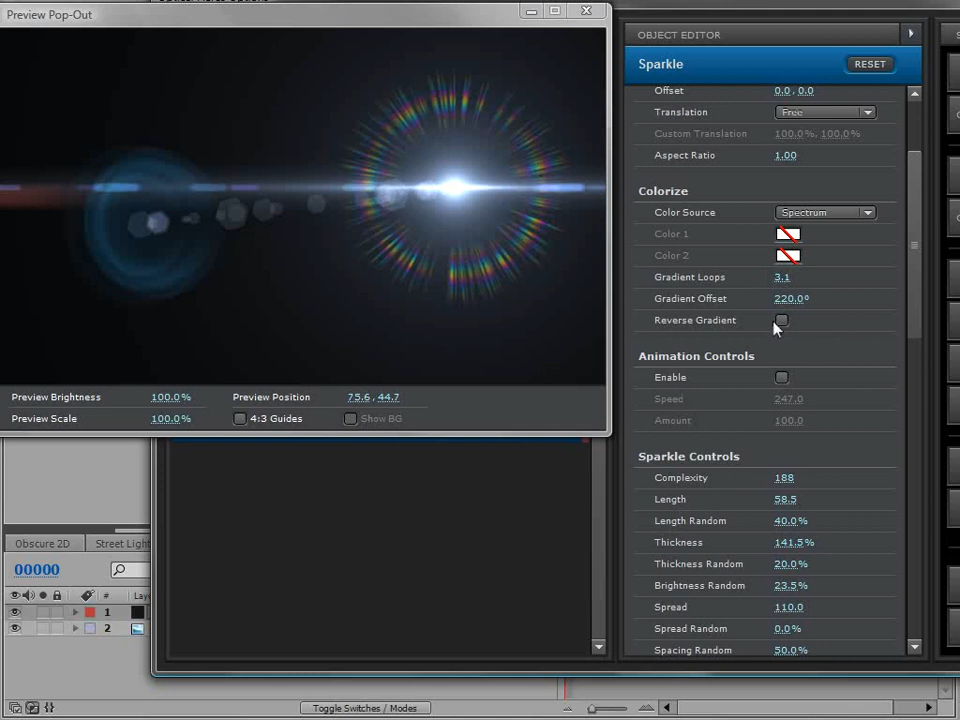 Preview Pop-Out
OBJECT EDITOR
Sparkle
RESET
Offset 0.0 , 0.0
Translation Free
Custom Translation 100.0%, 100.0%
Aspect Ratio 1.00
Colorize
Color Source Spectrum
Color 1
Color 2
Gradient Loops 3.1
Gradient Offset 220.0°
Reverse Gradient
Animation Controls
Enable
Speed 247.0
Amount 100.0
Sparkle Controls
Complexity 188
Length 58.5
Length Random 40.0%
Thickness 141.5%
Thickness Random 20.0%
Brightness Random 23.5%
Spread 110.0
Spread Random 0.0%
Spacing Random 50.0%
Preview Brightness 100.0% Preview Position 75.6 , 44.7
Preview Scale 100.0% 4:3 Guides Show BG
Obscure 2D Street Light
00000
#
1
2
Toggle Switches / Modes